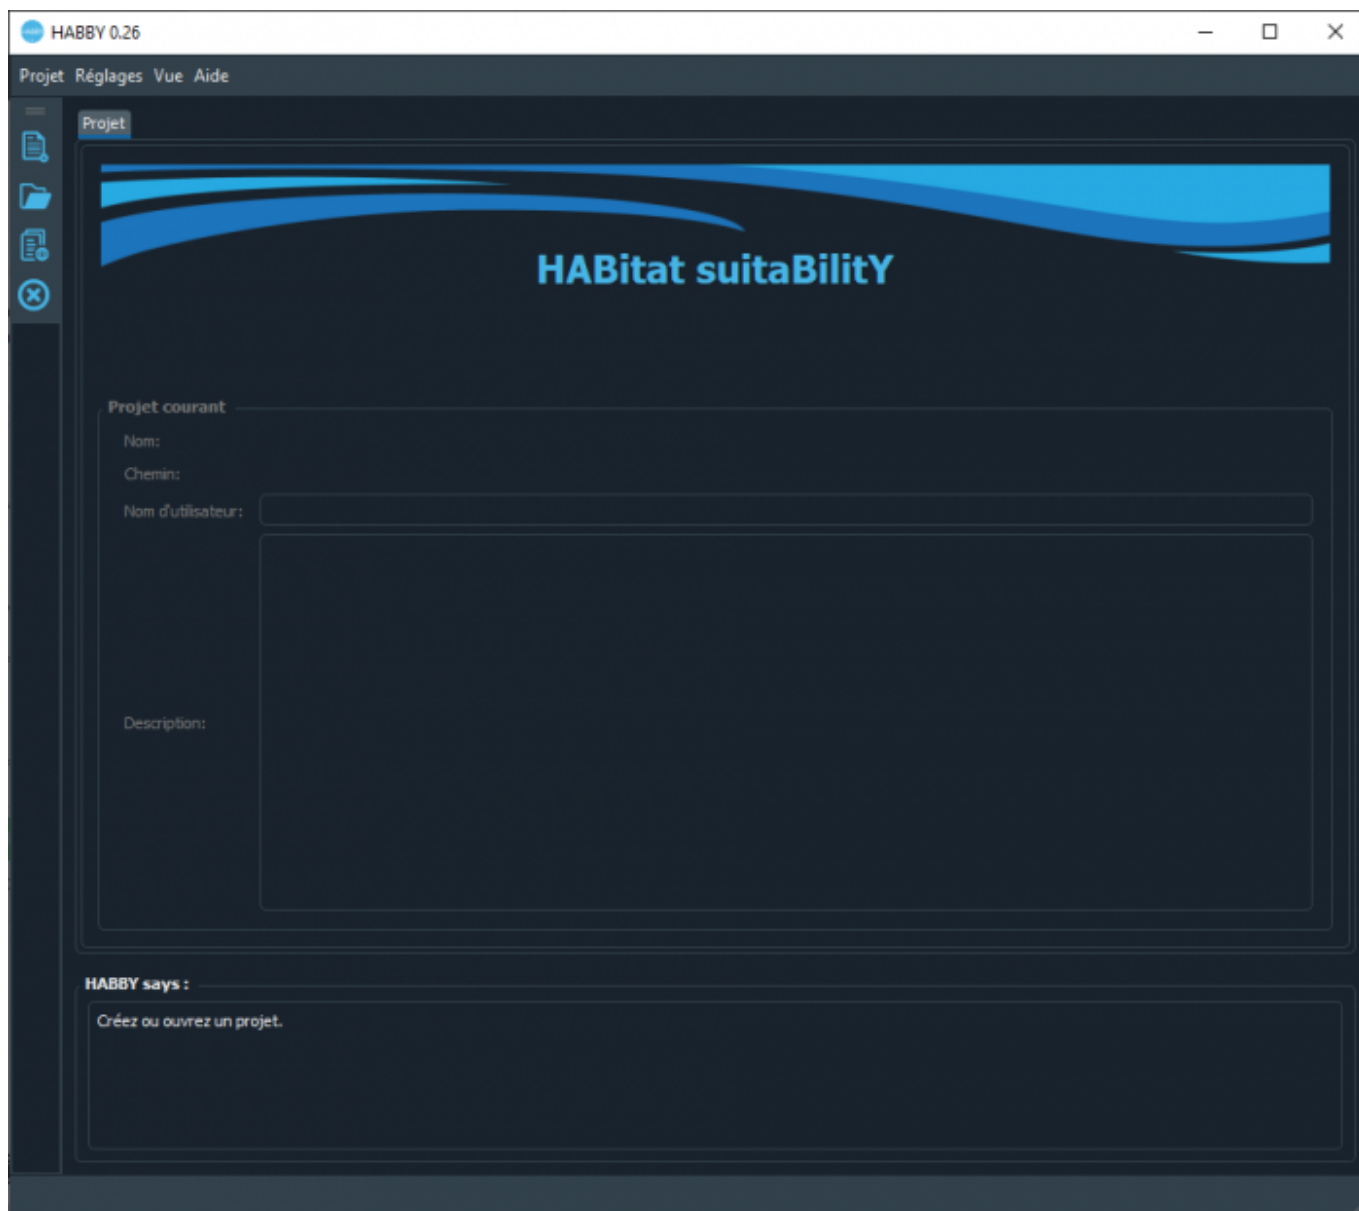 HABBY 0.26
Projet Réglages Vue Aide
Projet
HABitat suitaBilitY
Projet courant
Nom:
Chemin:
Nom d'utilisateur:
Description:
HABBY says :
Créez ou ouvrez un projet.